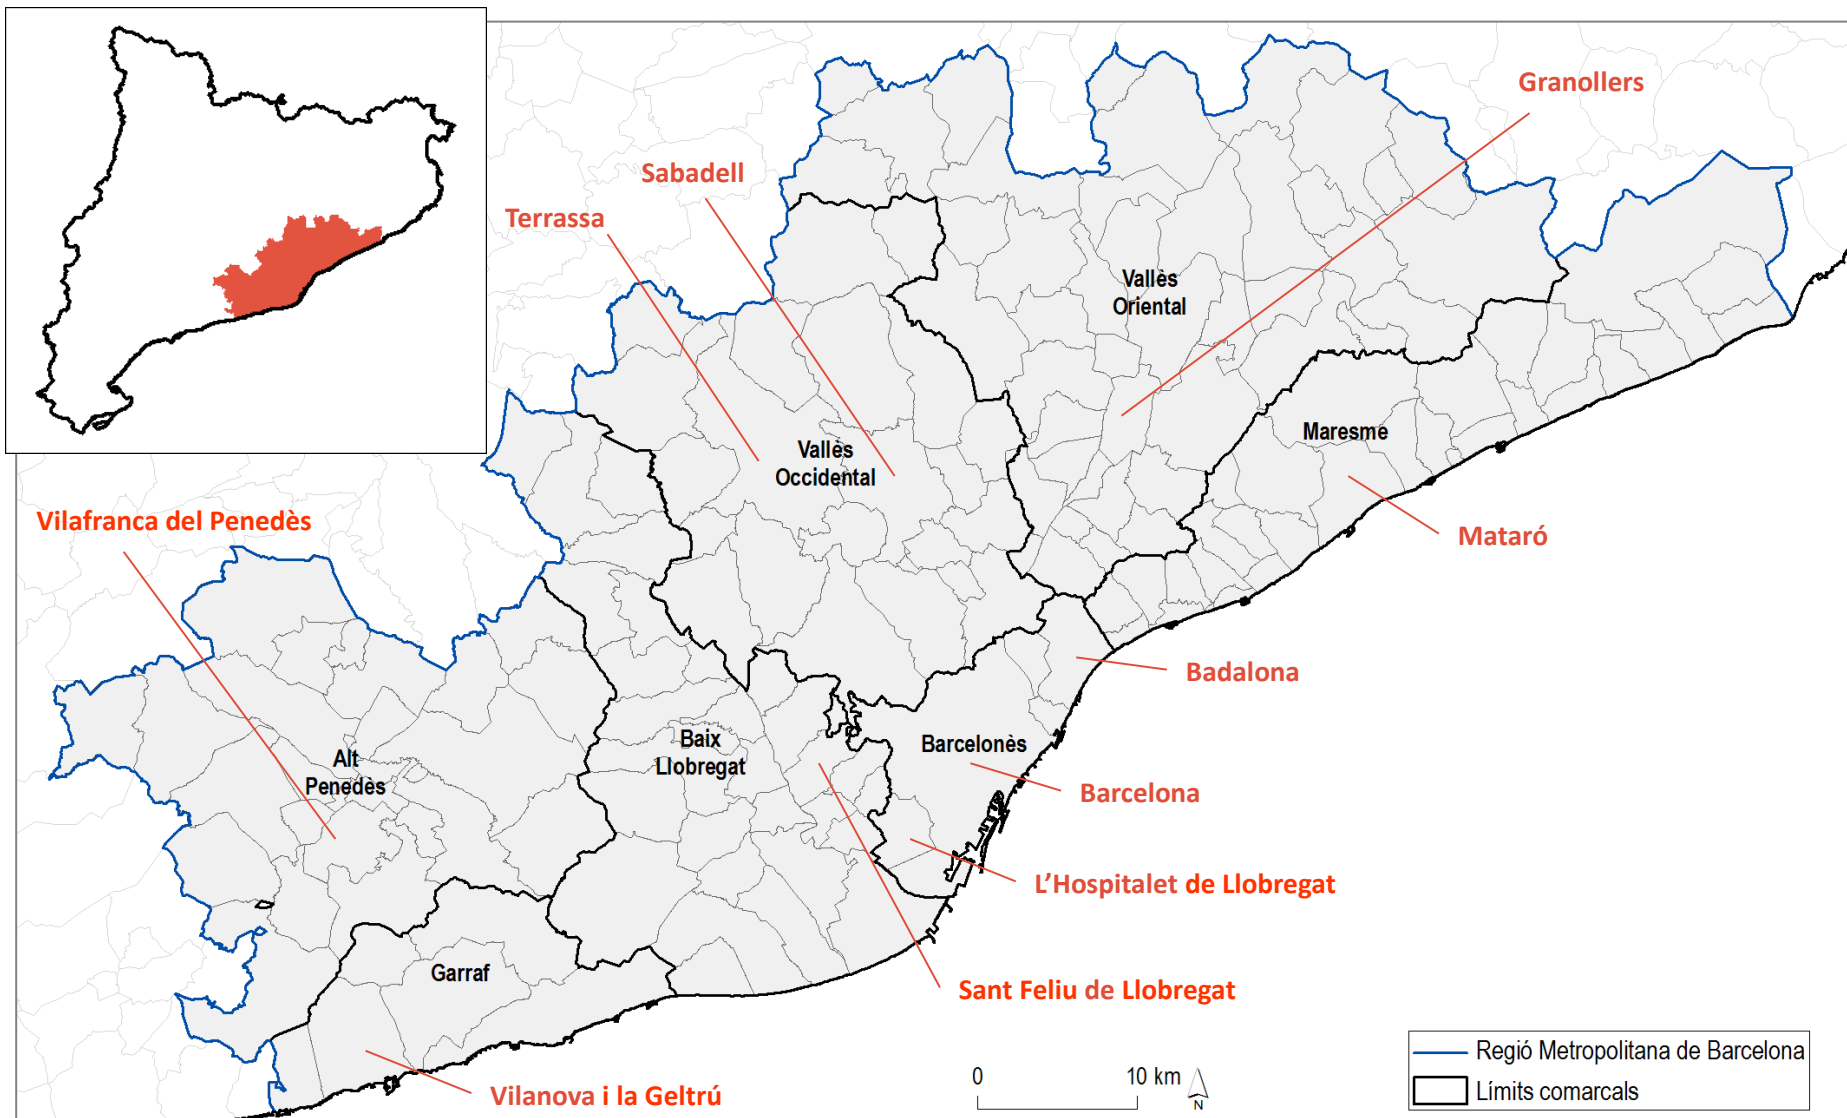 Granollers
Sabadell
Terrassa
Vallès
Oriental
Maresme
Vallès
Occidental
Vilafranca del Penedès
Mataró
Badalona
Barcelonès
Baix
Llobregat
Alt
Penedès
Barcelona
L'Hospitalet de Llobregat
Garraf
Sant Feliu de Llobregat
Vilanova i la Geltrú
0 10 km
N
Regió Metropolitana de Barcelona
Límits comarcals